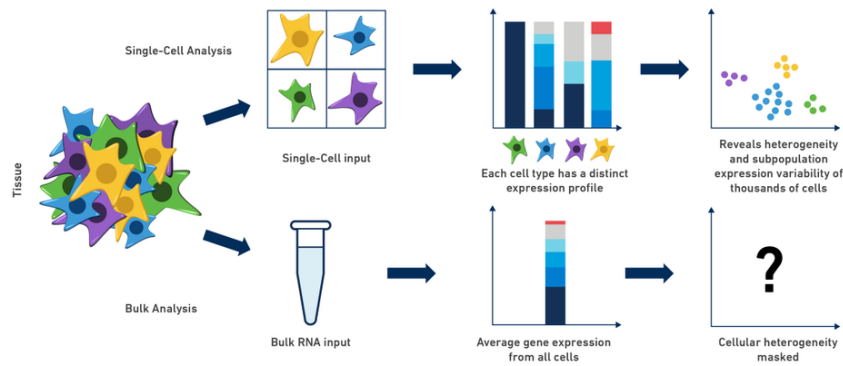 Single-Cell Analysis
Tissue
Single-Cell input
Each cell type has a distinct
expression profile
Reveals heterogeneity
and subpopulation
expression variability of
thousands of cells
Bulk Analysis
Bulk RNA input
Average gene expression
from all cells
?
Cellular heterogeneity
masked